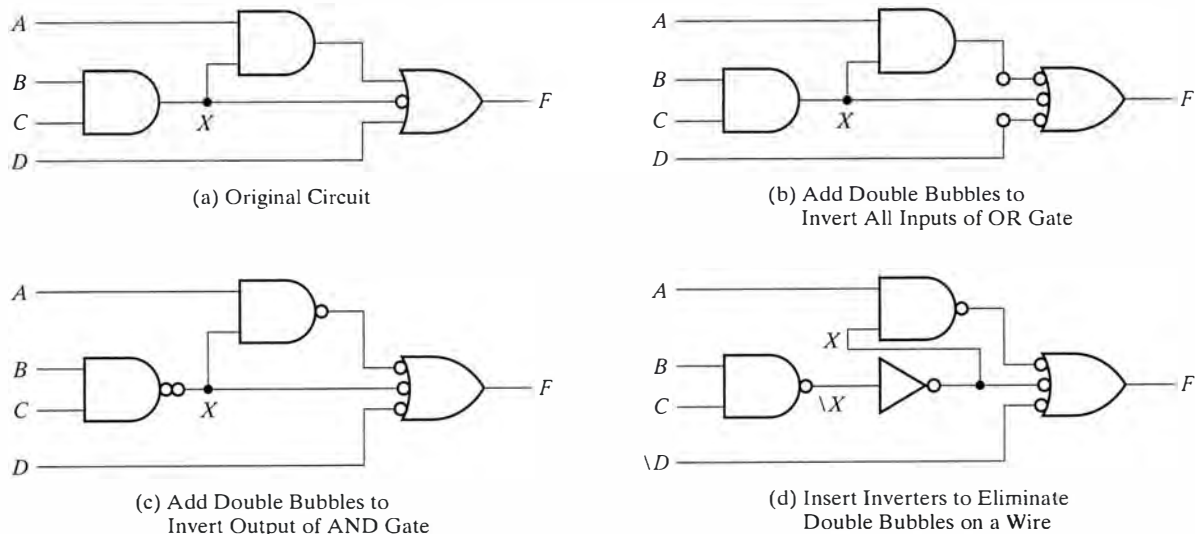 A
B
C
D
X
F
(a) Original Circuit
A
B
C
D
X
F
(b) Add Double Bubbles to
Invert All Inputs of OR Gate
A
B
C
D
X
F
(c) Add Double Bubbles to
Invert Output of AND Gate
A
X
B
C
\X
\D
F
(d) Insert Inverters to Eliminate
Double Bubbles on a Wire